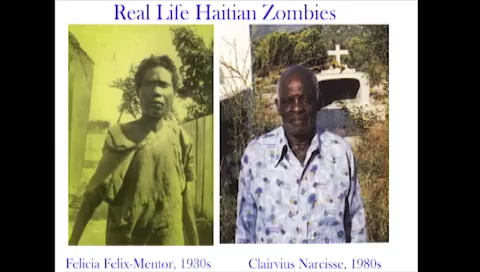 Real Life Haitian Zombies
Felicia Felix-Mentor, 1930s
Clairvius Narcisse, 1980s